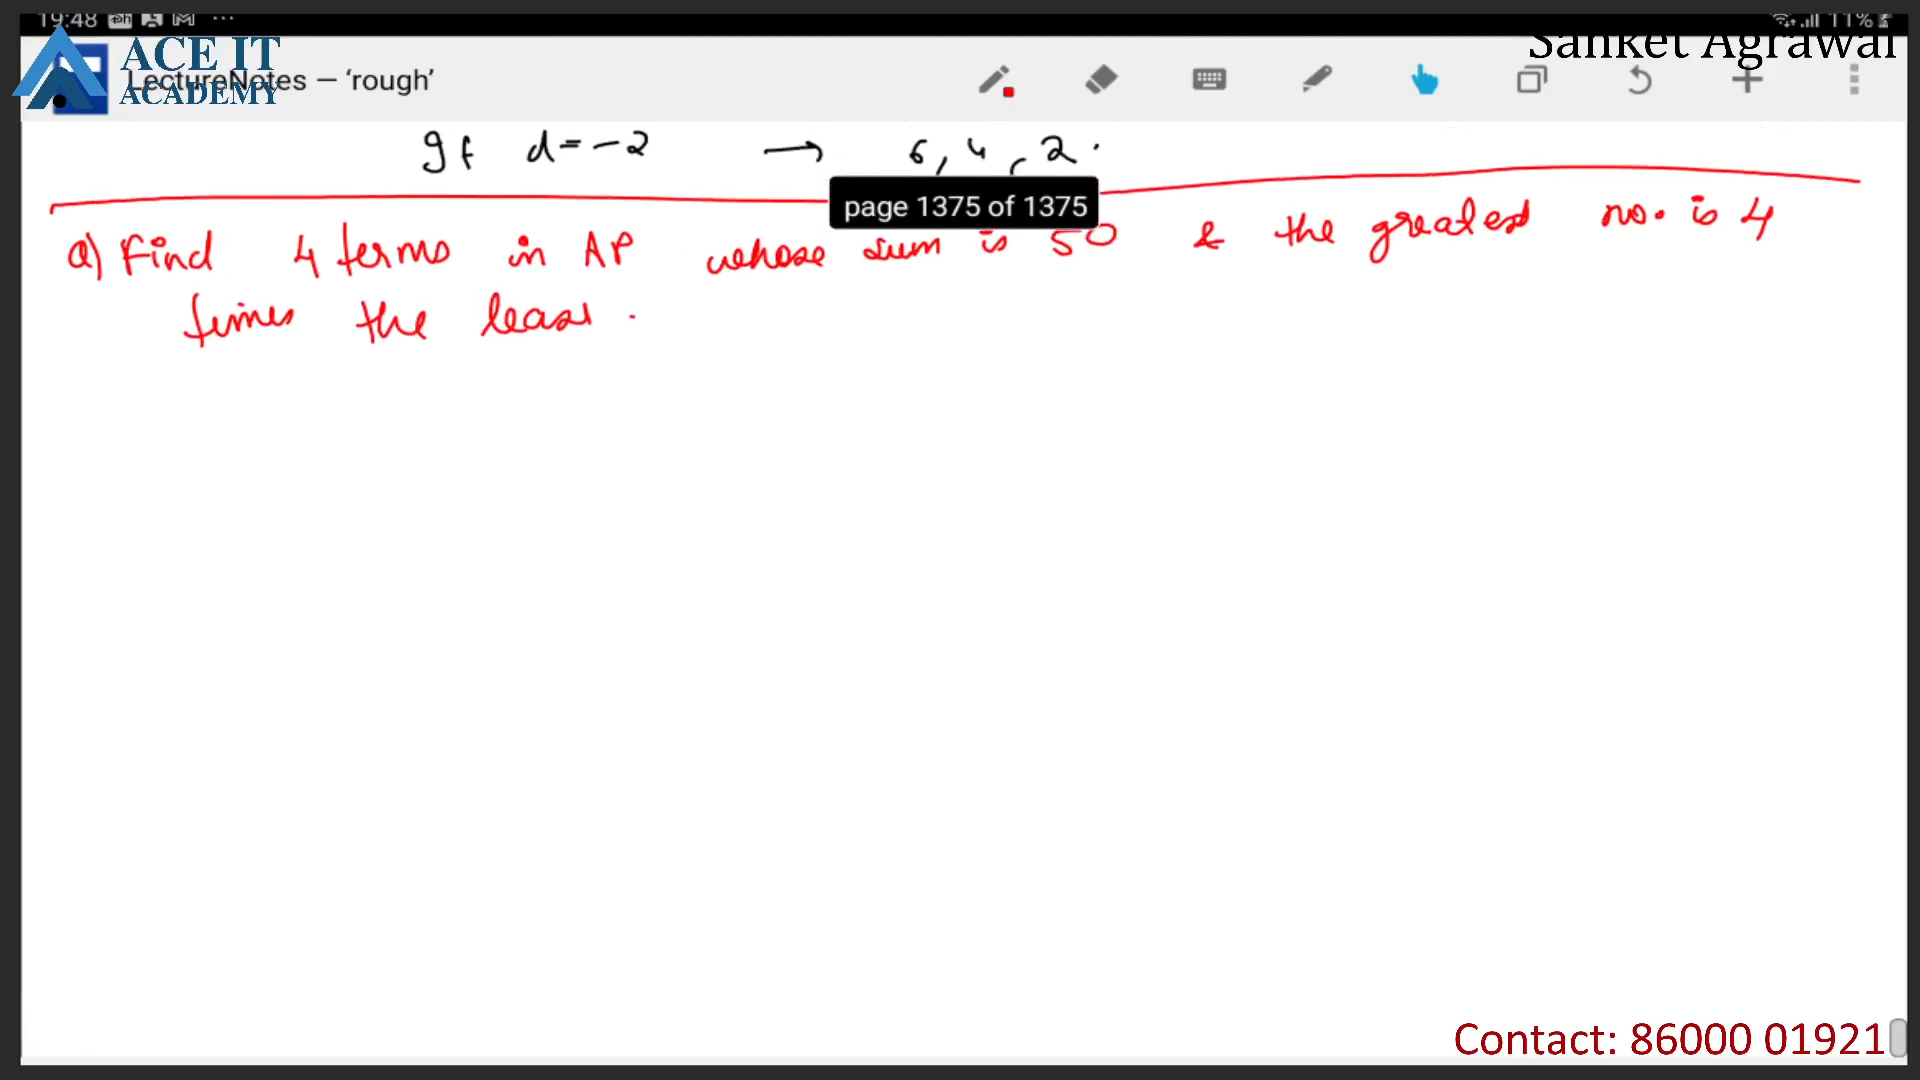 19:48
11%
ACE IT
ACADEMY
LectureNotes — ‘rough’
Sanket Agrawal
If d=-2 → 6, 4, 2.
page 1375 of 1375
Q) Find 4 terms in AP whose sum is 50 & the greatest no. is 4
times the least.
Contact: 86000 01921